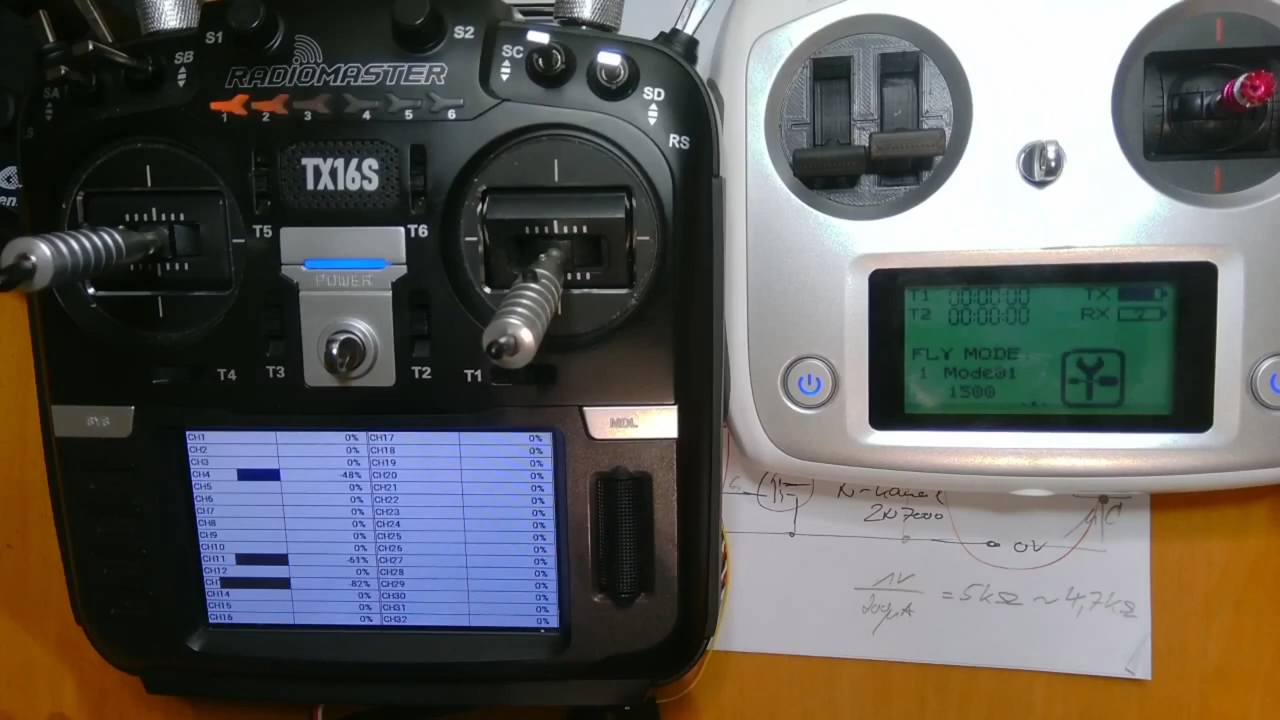 S1
S2
SB
SA
SC
SD
RS
RADIOMASTER
1 2 3 4 5 6
TX16S
T5
T6
POWER
T4
T3
T2
T1
SYS
MDL
CH1 0% CH17 0%
CH2 0% CH18 0%
CH3 0% CH19 0%
CH4 -48% CH20 0%
CH5 0% CH21 0%
CH6 0% CH22 0%
CH7 0% CH23 0%
CH8 0% CH24 0%
CH9 0% CH25 0%
CH10 0% CH26 0%
CH11 -61% CH27 0%
CH12 0% CH28 0%
-82% CH29 0%
CH14 0% CH30 0%
CH15 0% CH31 0%
CH16 0% CH32 0%
T1 00:00:00 TX
T2 00:00:00 RX ?
FLY MODE
1 Mode01
1500
N-Kanal
2N7000
0V
1V
= 5kΩ ~ 4,7kΩ